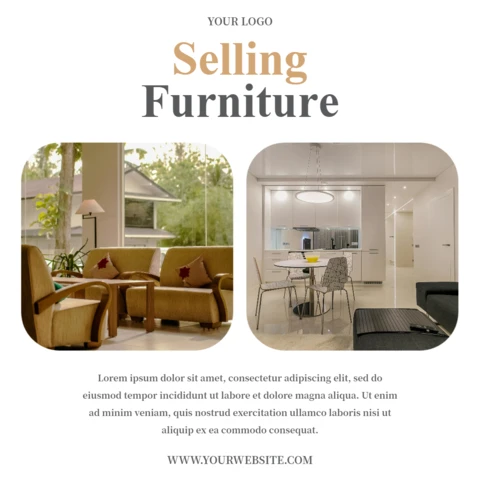 YOUR LOGO
Selling
Furniture
Lorem ipsum dolor sit amet, consectetur adipiscing elit, sed do
eiusmod tempor incididunt ut labore et dolore magna aliqua. Ut enim
ad minim veniam, quis nostrud exercitation ullamco laboris nisi ut
aliquip ex ea commodo consequat.
WWW.YOURWEBSITE.COM